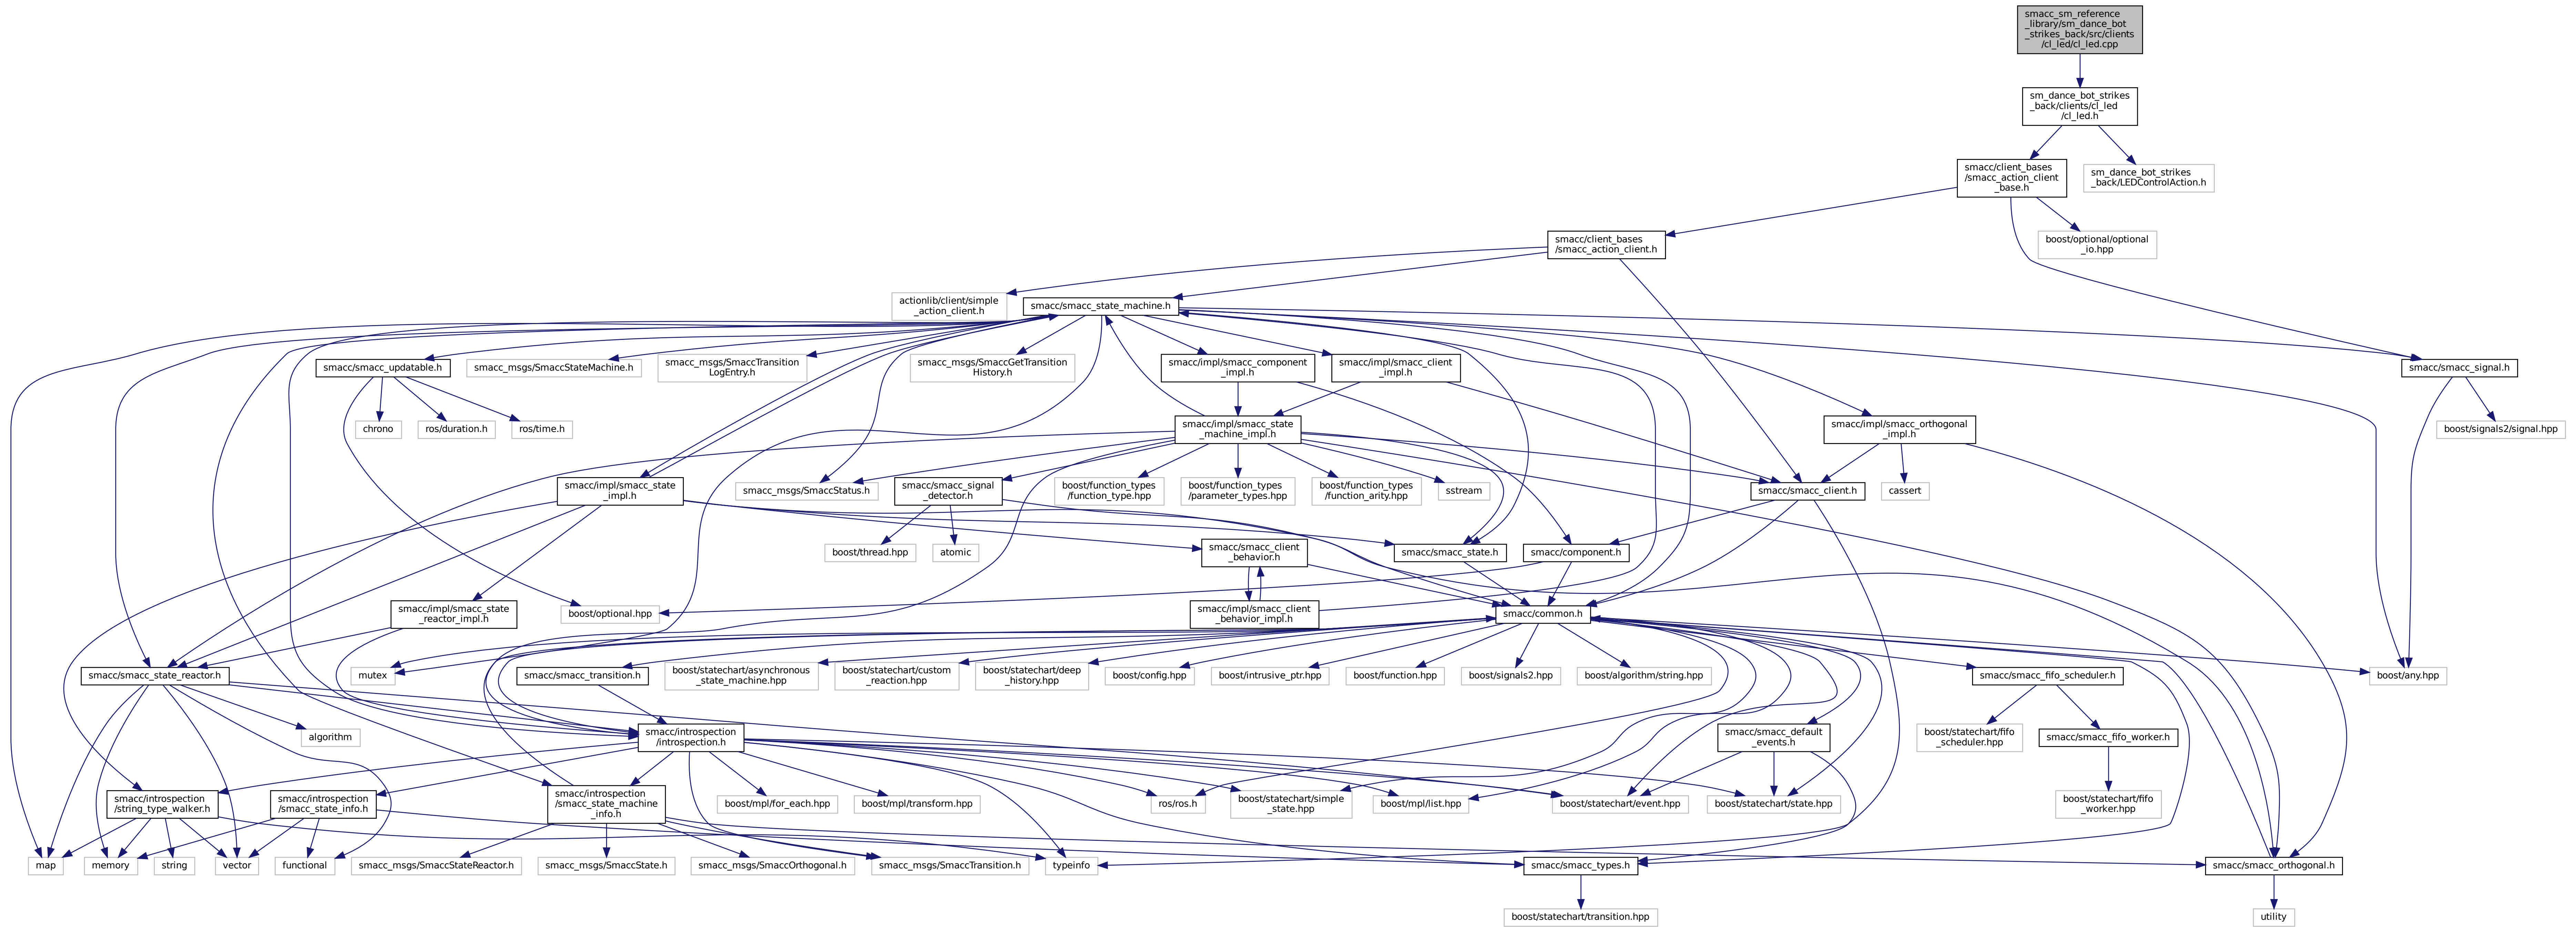 smacc_sm_reference
_library/sm_dance_bot
_strikes_back/src/clients
/cl_led/cl_led.cpp
sm_dance_bot_strikes
_back/clients/cl_led
/cl_led.h
smacc/client_bases
/smacc_action_client
_base.h
sm_dance_bot_strikes
_back/LEDControlAction.h
smacc/client_bases
/smacc_action_client.h
boost/optional/optional
_io.hpp
actionlib/client/simple
_action_client.h
smacc/smacc_state_machine.h
smacc/smacc_updatable.h
smacc_msgs/SmaccStateMachine.h
smacc_msgs/SmaccTransition
LogEntry.h
smacc_msgs/SmaccGetTransition
History.h
smacc/impl/smacc_component
_impl.h
smacc/impl/smacc_client
_impl.h
smacc/smacc_signal.h
chrono
ros/duration.h
ros/time.h
smacc/impl/smacc_state
_machine_impl.h
smacc/impl/smacc_orthogonal
_impl.h
boost/signals2/signal.hpp
smacc/impl/smacc_state
_impl.h
smacc_msgs/SmaccStatus.h
smacc/smacc_signal
_detector.h
boost/function_types
/function_type.hpp
boost/function_types
/parameter_types.hpp
boost/function_types
/function_arity.hpp
sstream
smacc/smacc_client.h
cassert
boost/thread.hpp
atomic
smacc/smacc_client
_behavior.h
smacc/smacc_state.h
smacc/component.h
smacc/impl/smacc_state
_reactor_impl.h
boost/optional.hpp
smacc/impl/smacc_client
_behavior_impl.h
smacc/common.h
smacc/smacc_state_reactor.h
mutex
smacc/smacc_transition.h
boost/statechart/asynchronous
_state_machine.hpp
boost/statechart/custom
_reaction.hpp
boost/statechart/deep
_history.hpp
boost/config.hpp
boost/intrusive_ptr.hpp
boost/function.hpp
boost/signals2.hpp
boost/algorithm/string.hpp
smacc/smacc_fifo_scheduler.h
boost/any.hpp
algorithm
smacc/introspection
/introspection.h
smacc/smacc_default
_events.h
boost/statechart/fifo
_scheduler.hpp
smacc/smacc_fifo_worker.h
smacc/introspection
/string_type_walker.h
smacc/introspection
/smacc_state_info.h
smacc/introspection
/smacc_state_machine
_info.h
boost/mpl/for_each.hpp
boost/mpl/transform.hpp
ros/ros.h
boost/statechart/simple
_state.hpp
boost/mpl/list.hpp
boost/statechart/event.hpp
boost/statechart/state.hpp
boost/statechart/fifo
_worker.hpp
map
memory
string
vector
functional
smacc_msgs/SmaccStateReactor.h
smacc_msgs/SmaccState.h
smacc_msgs/SmaccOrthogonal.h
smacc_msgs/SmaccTransition.h
typeinfo
smacc/smacc_types.h
smacc/smacc_orthogonal.h
boost/statechart/transition.hpp
utility